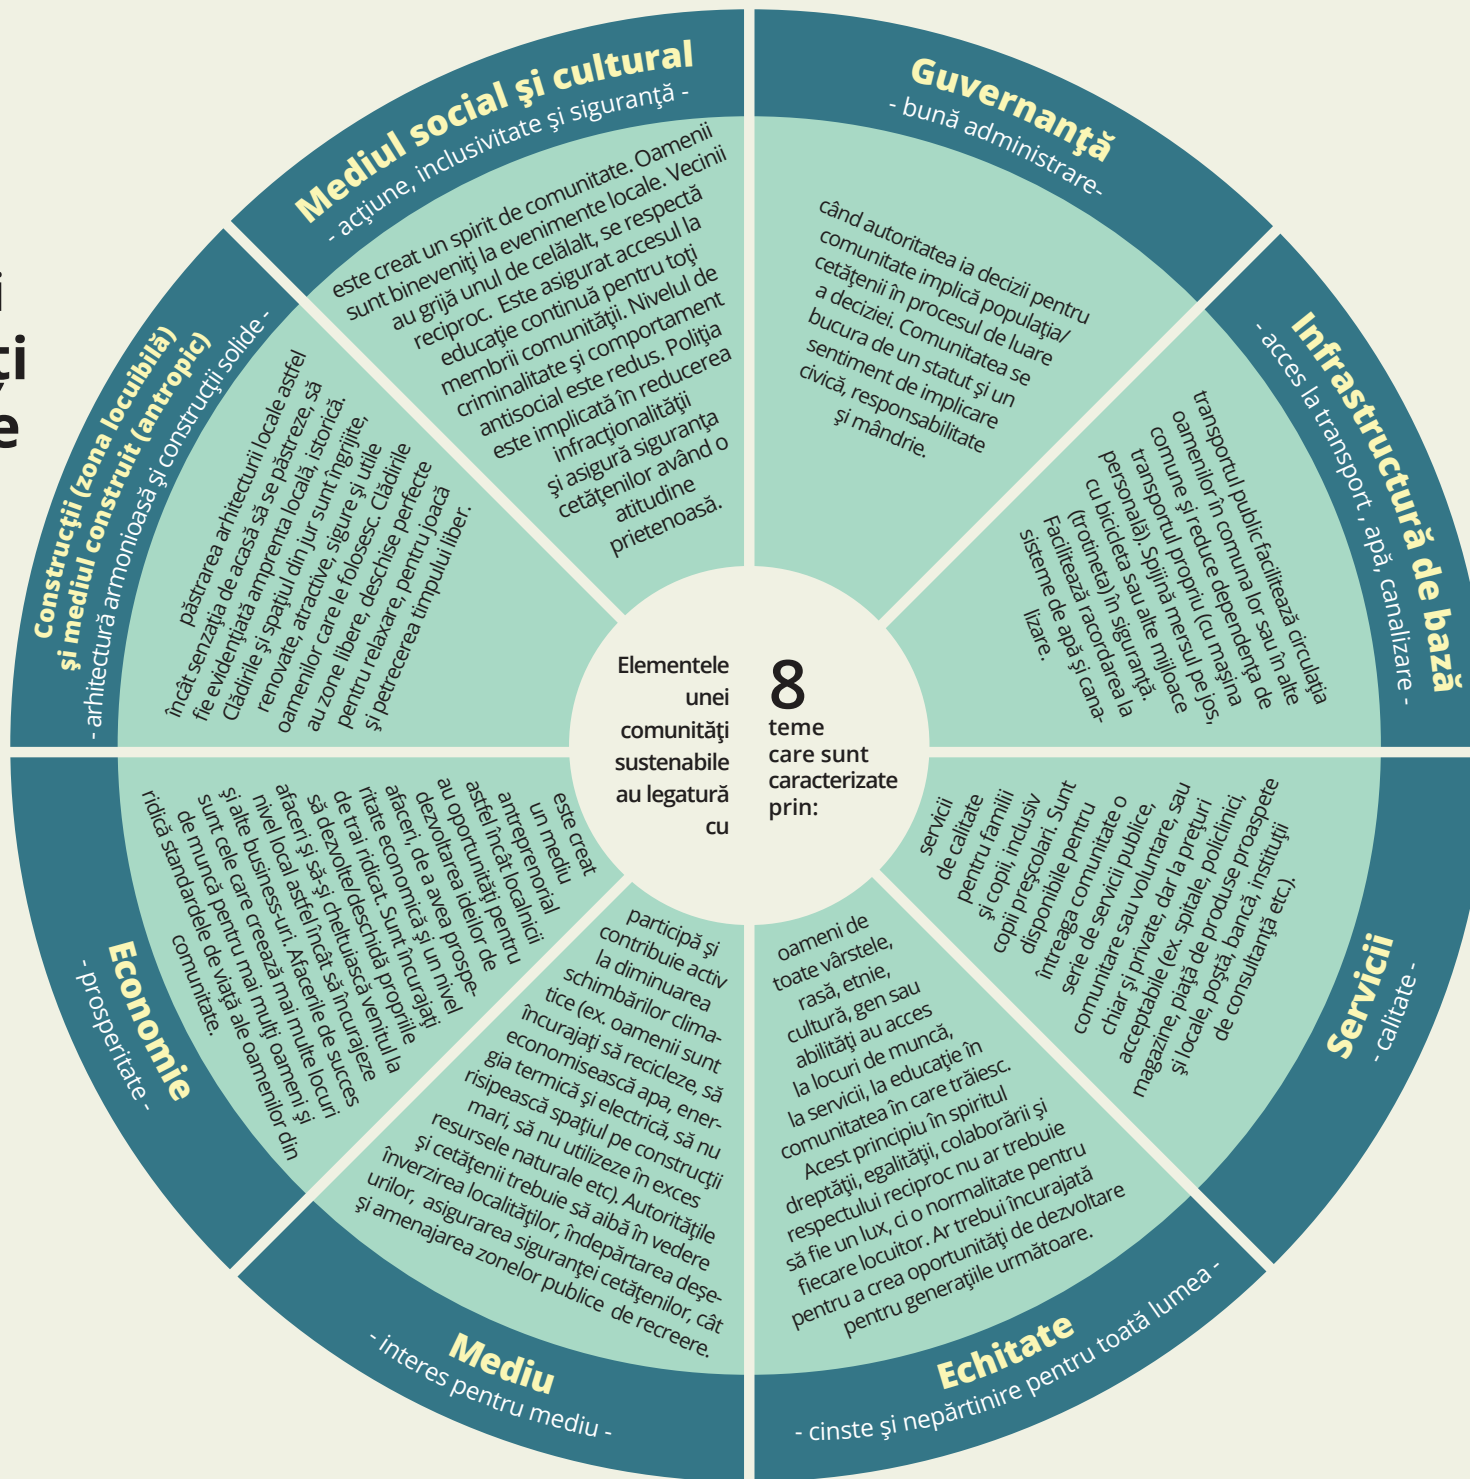 i
ți
e
Elementele
unei
comunităţi
sustenabile
au legatură
cu
8
teme
care sunt
caracterizate
prin:
Guvernanţă
- bună administrare-
când autoritatea ia decizii pentru
comunitate implică populaţia/
cetăţenii în procesul de luare
a deciziei. Comunitatea se
bucura de un statut şi un
sentiment de implicare
civică, responsabilitate
şi mândrie.
Infrastructură de bază
- acces la transport , apă, canalizare -
transportul public facilitează circulaţia
oamenilor în comuna lor sau în alte
comune şi reduce dependenţa de
transportul propriu (cu maşina
personală). Spijină mersul pe jos,
cu bicicleta sau alte mijloace
(trotineta) în siguranţă.
Facilitează racordarea la
sisteme de apă şi cana-
lizare.
Servicii
- calitate -
servicii
de calitate
pentru familii
şi copii, inclusiv
copii preşcolari. Sunt
disponibile pentru
întreaga comunitate o
serie de servicii publice,
comunitare sau voluntare, sau
chiar şi private, dar la preţuri
acceptabile (ex. spitale, policlinici,
magazine, piaţă de produse proaspete
şi locale, poştă, bancă, instituţii
de consultanţă etc.).
Echitate
- cinste şi nepărtinire pentru toată lumea -
oameni de
toate vârstele,
rasă, etnie,
cultură, gen sau
abilităţi au acces
la locuri de muncă,
la servicii, la educaţie în
comunitatea în care trăiesc.
Acest principiu în spiritul
dreptăţii, egalităţii, colaborării şi
respectului reciproc nu ar trebuie
să fie un lux, ci o normalitate pentru
fiecare locuitor. Ar trebui încurajată
pentru a crea oportunităţi de dezvoltare
pentru generaţiile următoare.
Mediu
- interes pentru mediu -
participă şi
contribuie activ
la diminuarea
schimbărilor clima-
tice (ex. oamenii sunt
încurajaţi să recicleze, să
economisească apa, ener-
gia termică şi electrică, să nu
risipească spaţiul pe construcţii
mari, să nu utilizeze în exces
resursele naturale etc). Autorităţile
şi cetăţenii trebuie să aibă în vedere
înverzirea localităţilor, îndepărtarea deşe-
urilor, asigurarea siguranţei cetăţenilor, cât
şi amenajarea zonelor publice de recreere.
Economie
- prosperitate -
este creat
un mediu
antreprenorial
astfel încât localnicii
au oportunităţi pentru
dezvoltarea ideilor de
afaceri, de a avea prospe-
ritate economică şi un nivel
de trai ridicat. Sunt încurajaţi
să dezvolte/deschidă propriile
afaceri şi să-şi cheltuiască venitul la
nivel local astfel încât să încurajeze
şi alte business-uri. Afacerile de succes
sunt cele care creează mai multe locuri
de muncă pentru mai mulţi oameni şi
ridică standardele de viaţă ale oamenilor din
comunitate.
Construcţii (zona locuibilă)
şi mediul construit (antropic)
- arhitectură armonioasă şi construcţii solide -
păstrarea arhitecturii locale astfel
încât senzaţia de acasă să se păstreze, să
fie evidenţiată amprenta locală, istorică.
Clădirile şi spaţiul din jur sunt îngrijite,
renovate, atractive, sigure şi utile
oamenilor care le folosesc. Clădirile
au zone libere, deschise perfecte
pentru relaxare, pentru joacă
şi petrecerea timpului liber.
Mediul social şi cultural
- acţiune, inclusivitate şi siguranţă -
este creat un spirit de comunitate. Oamenii
sunt bineveniţi la evenimente locale. Vecinii
au grijă unul de celălalt, se respectă
reciproc. Este asigurat accesul la
educaţie continuă pentru toţi
membrii comunităţii. Nivelul de
criminalitate şi comportament
antisocial este redus. Poliţia
este implicată în reducerea
infracţionalităţii
şi asigură siguranţa
cetăţenilor având o
atitudine
prietenoasă.